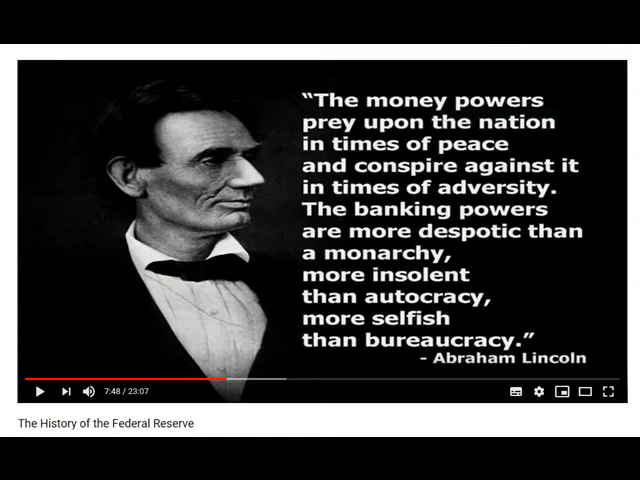 “The money powers
prey upon the nation
in times of peace
and conspire against it
in times of adversity.
The banking powers
are more despotic than
a monarchy,
more insolent
than autocracy,
more selfish
than bureaucracy.”
- Abraham Lincoln
7:48 / 23:07
The History of the Federal Reserve